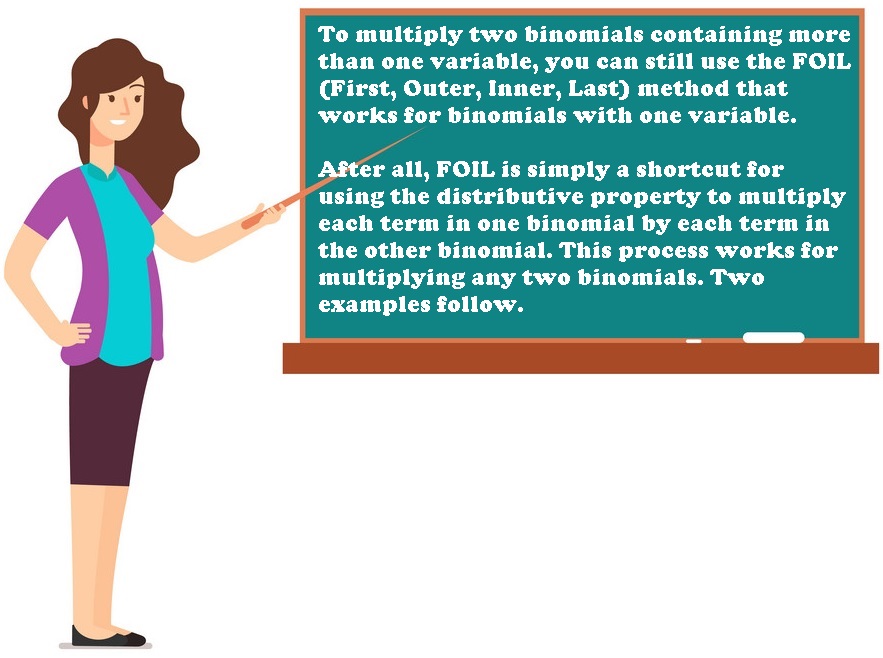 To multiply two binomials containing more
than one variable, you can still use the FOIL
(First, Outer, Inner, Last) method that
works for binomials with one variable.
After all, FOIL is simply a shortcut for
using the distributive property to multiply
each term in one binomial by each term in
the other binomial. This process works for
multiplying any two binomials. Two
examples follow.